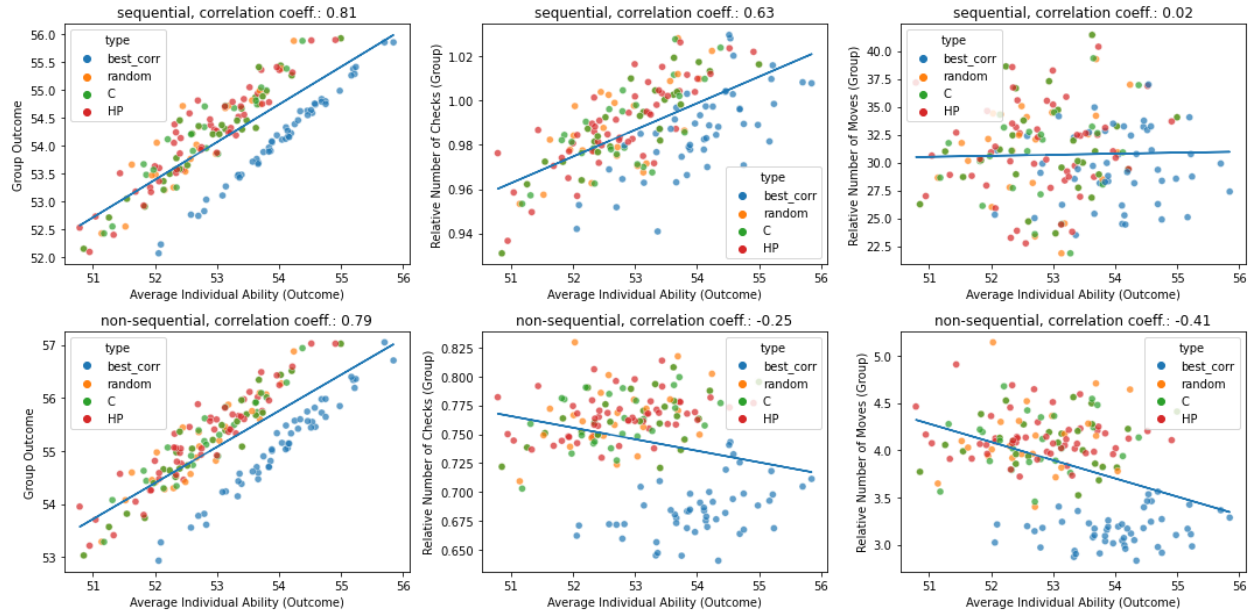 sequential, correlation coeff.: 0.81
Group Outcome
56.0
55.5
55.0
54.5
54.0
53.5
53.0
52.5
52.0
type
best_corr
random
C
HP
51 52 53 54 55 56
Average Individual Ability (Outcome)
sequential, correlation coeff.: 0.63
Relative Number of Checks (Group)
1.02
1.00
0.98
0.96
0.94
type
best_corr
random
C
HP
51 52 53 54 55 56
Average Individual Ability (Outcome)
sequential, correlation coeff.: 0.02
Relative Number of Moves (Group)
40.0
37.5
35.0
32.5
30.0
27.5
25.0
22.5
type
best_corr
random
C
HP
51 52 53 54 55 56
Average Individual Ability (Outcome)
non-sequential, correlation coeff.: 0.79
Group Outcome
57
56
55
54
53
type
best_corr
random
C
HP
51 52 53 54 55 56
Average Individual Ability (Outcome)
non-sequential, correlation coeff.: -0.25
Relative Number of Checks (Group)
0.825
0.800
0.775
0.750
0.725
0.700
0.675
0.650
type
best_corr
random
C
HP
51 52 53 54 55 56
Average Individual Ability (Outcome)
non-sequential, correlation coeff.: -0.41
Relative Number of Moves (Group)
5.0
4.5
4.0
3.5
3.0
type
best_corr
random
C
HP
51 52 53 54 55 56
Average Individual Ability (Outcome)